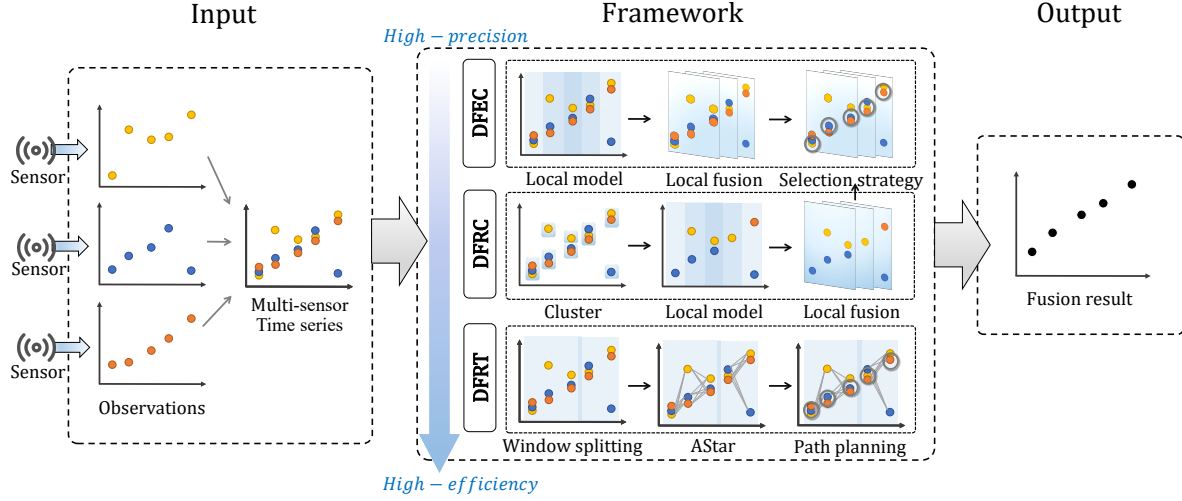 Input
Framework
Output
High − precision
Sensor
Sensor
Sensor
Observations
Multi-sensor
Time series
DFEC
Local model
Local fusion
Selection strategy
DFRC
Cluster
Local model
Local fusion
DFRT
Window splitting
AStar
Path planning
High − efficiency
Fusion result